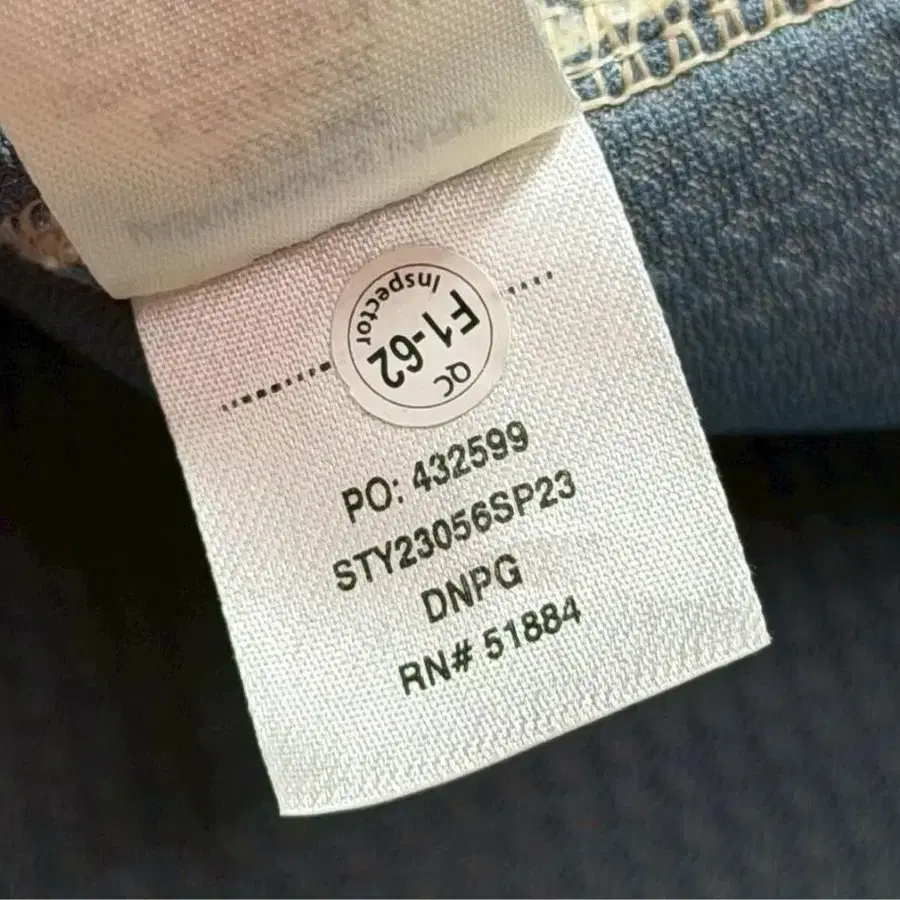 Inspector
F1-62
QC
PO: 432599
STY23056SP23
DNPG
RN# 51884